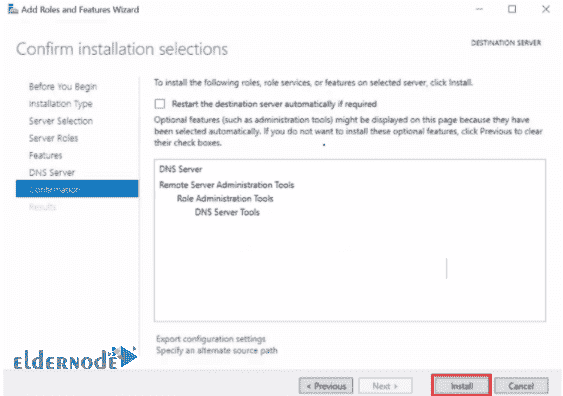 Add Roles and Features Wizard
Confirm installation selections
DESTINATION SERVER
Before You Begin
Installation Type
Server Selection
Server Roles
Features
DNS Server
Confirmation
Results
To install the following roles, role services, or features on selected server, click Install.
Restart the destination server automatically if required
Optional features (such as administration tools) might be displayed on this page because they have
been selected automatically. If you do not want to install these optional features, click Previous to clear
their check boxes.
DNS Server
Remote Server Administration Tools
Role Administration Tools
DNS Server Tools
Export configuration settings
Specify an alternate source path
eldernode
< Previous
Next >
Install
Cancel